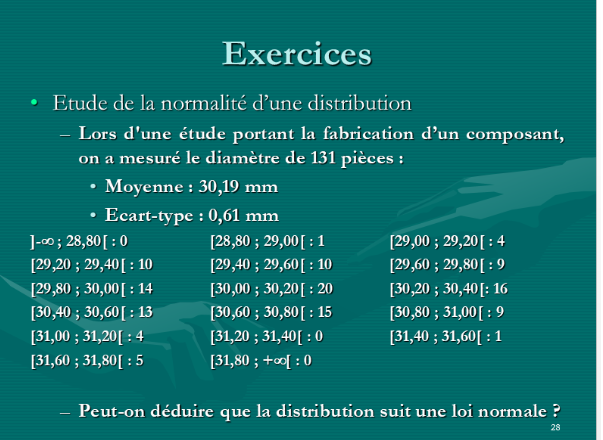 Exercices
• Etude de la normalité d’une distribution
– Lors d'une étude portant la fabrication d’un composant,
on a mesuré le diamètre de 131 pièces :
• Moyenne : 30,19 mm
• Ecart-type : 0,61 mm
]-∞ ; 28,80[ : 0 [28,80 ; 29,00[ : 1 [29,00 ; 29,20[ : 4
[29,20 ; 29,40[ : 10 [29,40 ; 29,60[ : 10 [29,60 ; 29,80[ : 9
[29,80 ; 30,00[ : 14 [30,00 ; 30,20[ : 20 [30,20 ; 30,40[: 16
[30,40 ; 30,60[ : 13 [30,60 ; 30,80[ : 15 [30,80 ; 31,00[ : 9
[31,00 ; 31,20[ : 4 [31,20 ; 31,40[ : 0 [31,40 ; 31,60[ : 1
[31,60 ; 31,80[ : 5 [31,80 ; +∞[ : 0
– Peut-on déduire que la distribution suit une loi normale ?
28